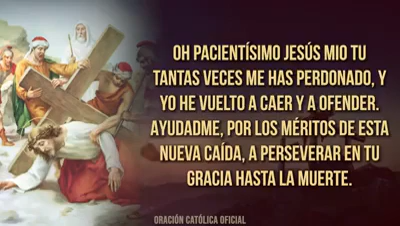 OH PACIENTÍSIMO JESÚS MIO TU
TANTAS VECES ME HAS PERDONADO, Y
YO HE VUELTO A CAER Y A OFENDER.
AYUDADME, POR LOS MÉRITOS DE ESTA
NUEVA CAÍDA, A PERSEVERAR EN TU
GRACIA HASTA LA MUERTE.
ORACIÓN CATÓLICA OFICIAL